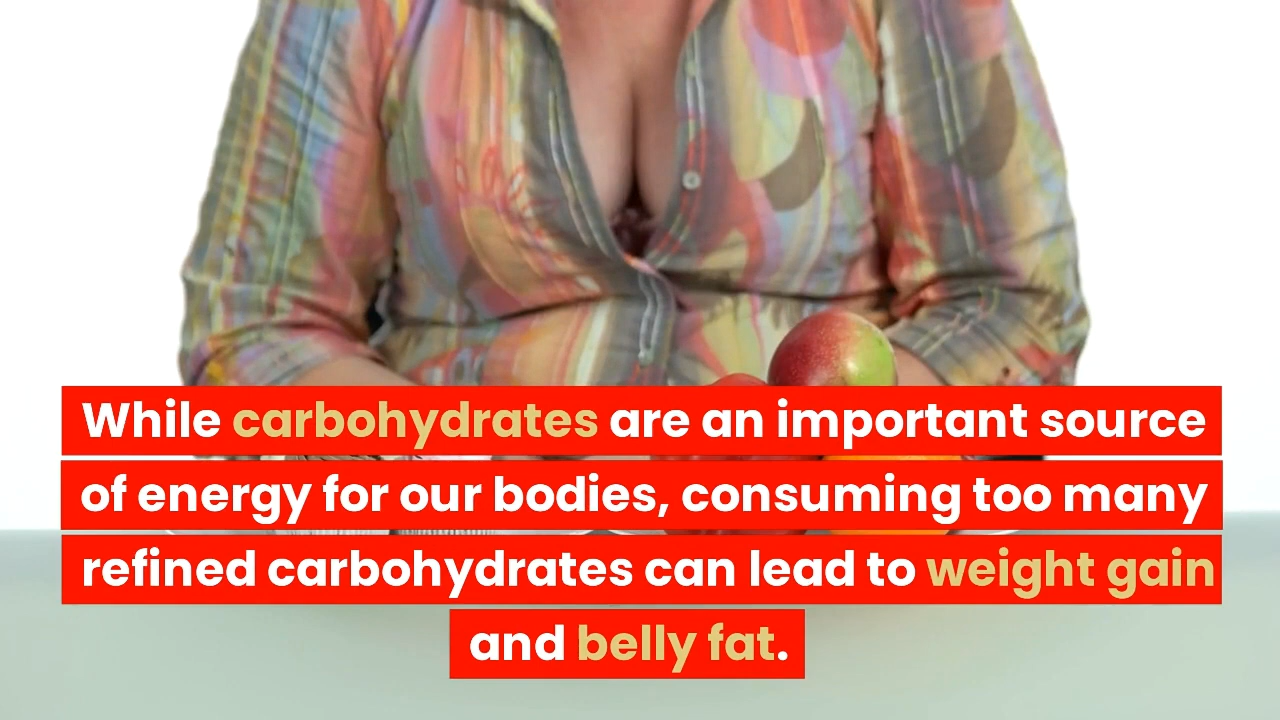 While carbohydrates are an important source
of energy for our bodies, consuming too many
refined carbohydrates can lead to weight gain
and belly fat.